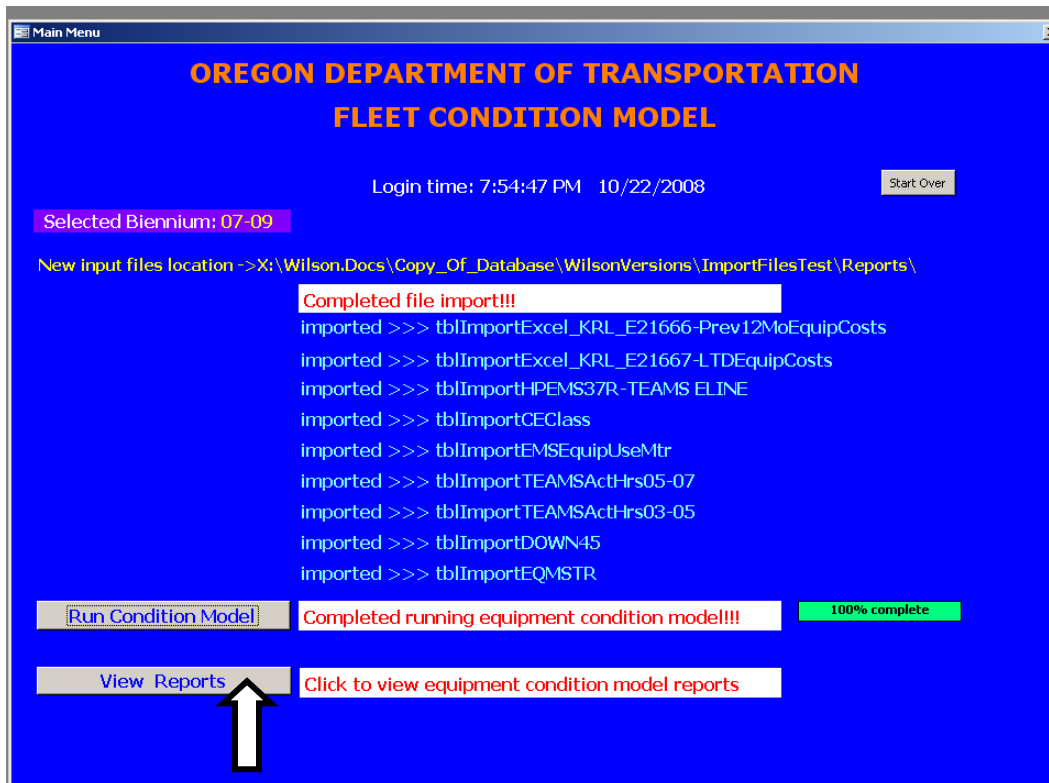 Main Menu
OREGON DEPARTMENT OF TRANSPORTATION
FLEET CONDITION MODEL
Login time: 7:54:47 PM 10/22/2008
Start Over
Selected Biennium: 07-09
New input files location ->X:\Wilson.Docs\Copy_Of_Database\WilsonVersions\ImportFilesTest\Reports\
Completed file import!!!
imported >>> tblImportExcel_KRL_E21666-Prev12MoEquipCosts
imported >>> tblImportExcel_KRL_E21667-LTDEquipCosts
imported >>> tblImportHPEMS37R-TEAMS ELINE
imported >>> tblImportCEClass
imported >>> tblImportEMSEquipUseMtr
imported >>> tblImportTEAMSActHrs05-07
imported >>> tblImportTEAMSActHrs03-05
imported >>> tblImportDOWN45
imported >>> tblImportEQMSTR
Run Condition Model Completed running equipment condition model!!! 100% complete
View Reports Click to view equipment condition model reports